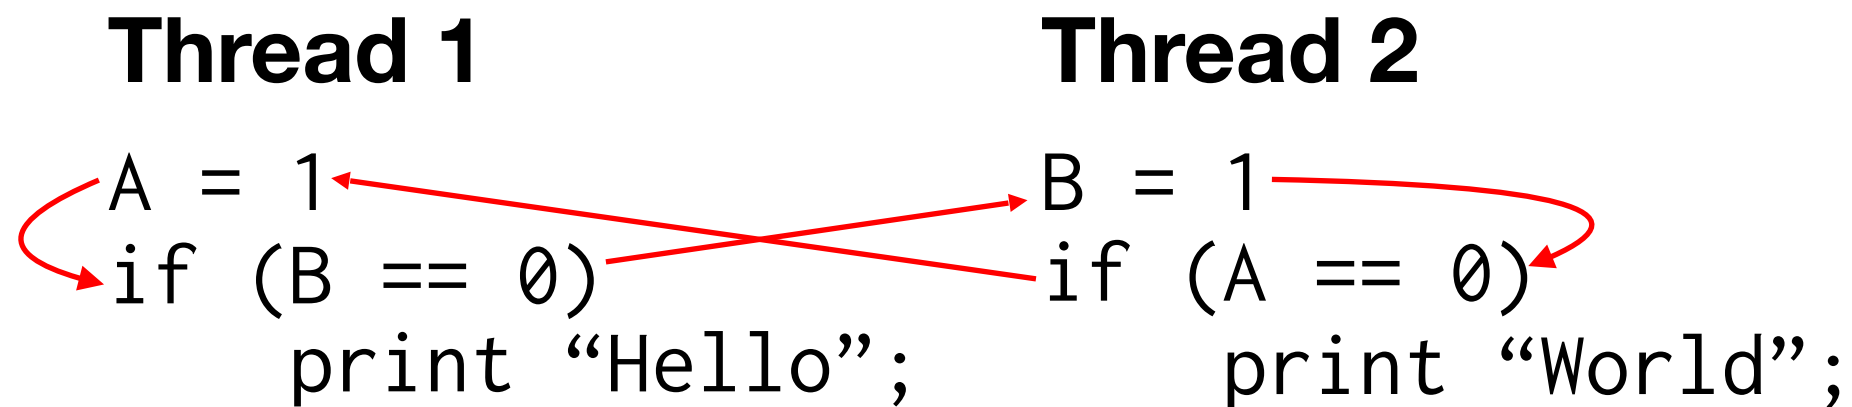 Thread 1
A = 1
if (B == 0)
    print “Hello”;
Thread 2
B = 1
if (A == 0)
    print “World”;